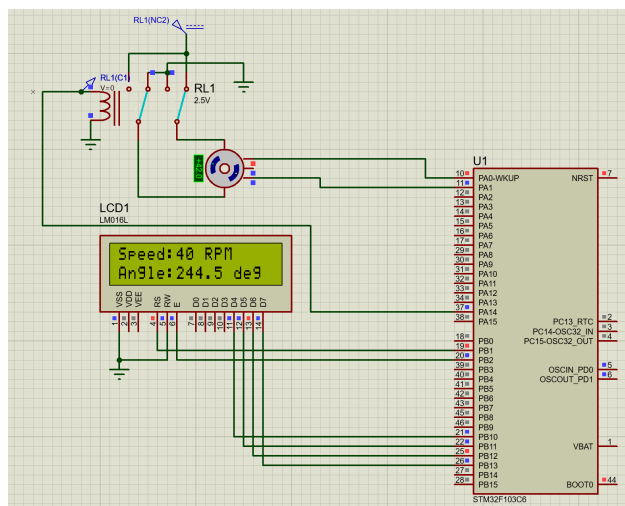 RL1(NC2)
RL1(C1)
V=0
RL1
2.5V
+42.0
LCD1
LM016L
Speed:40 RPM
Angle:244.5 deg
VSS
VDD
VEE
RS
RW
E
D0
D1
D2
D3
D4
D5
D6
D7
1
2
3
4
5
6
7
8
9
10
11
12
13
14
U1
10 PA0-WKUP
11 PA1
12 PA2
13 PA3
14 PA4
15 PA5
16 PA6
17 PA7
29 PA8
30 PA9
31 PA10
32 PA11
33 PA12
34 PA13
37 PA14
38 PA15
18 PB0
19 PB1
20 PB2
39 PB3
40 PB4
41 PB5
42 PB6
43 PB7
45 PB8
46 PB9
21 PB10
22 PB11
25 PB12
26 PB13
27 PB14
28 PB15
NRST 7
PC13_RTC 2
PC14-OSC32_IN 3
PC15-OSC32_OUT 4
OSCIN_PD0 5
OSCOUT_PD1 6
VBAT 1
BOOT0 44
STM32F103C6